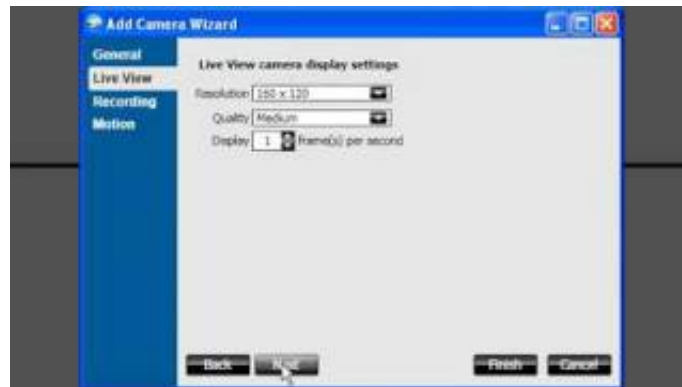 Add Camera Wizard
General
Live View
Recording
Motion
Live View camera display settings
Resolution 160 x 120
Quality Medium
Display 1 frame(s) per second
Back Next Finish Cancel